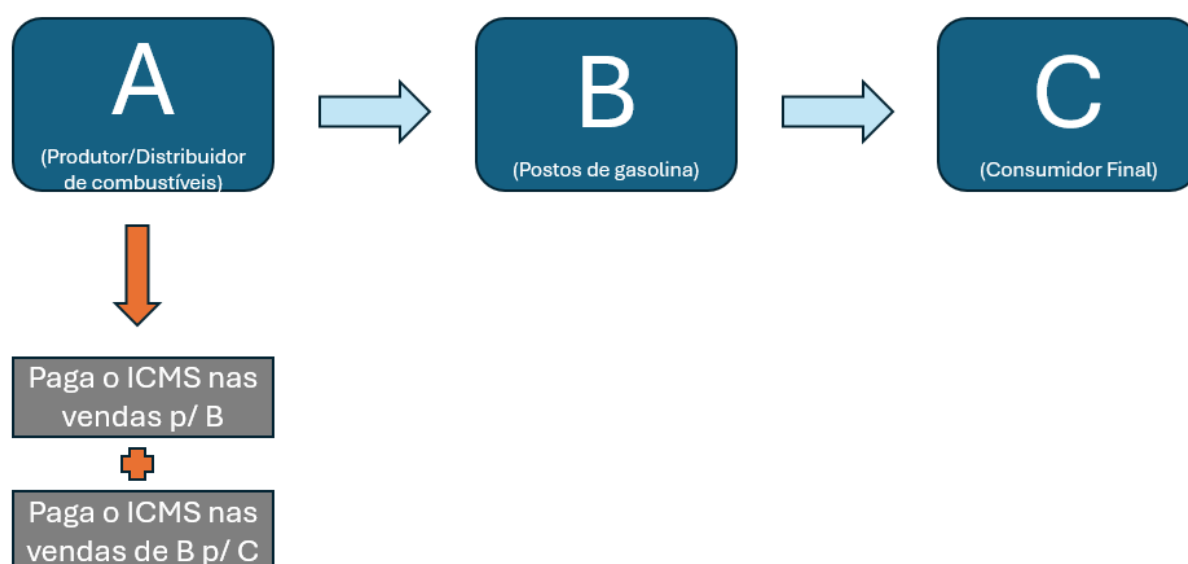 A
(Produtor/Distribuidor
de combustíveis)
B
(Postos de gasolina)
C
(Consumidor Final)
Paga o ICMS nas
vendas p/ B
Paga o ICMS nas
vendas de B p/ C